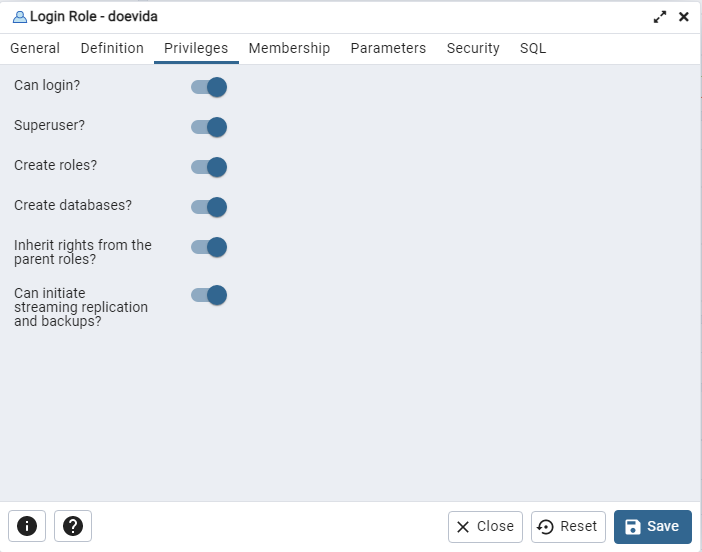 Login Role - doevida
General Definition Privileges Membership Parameters Security SQL
Can login?
Superuser?
Create roles?
Create databases?
Inherit rights from the
parent roles?
Can initiate
streaming replication
and backups?
Close Reset Save